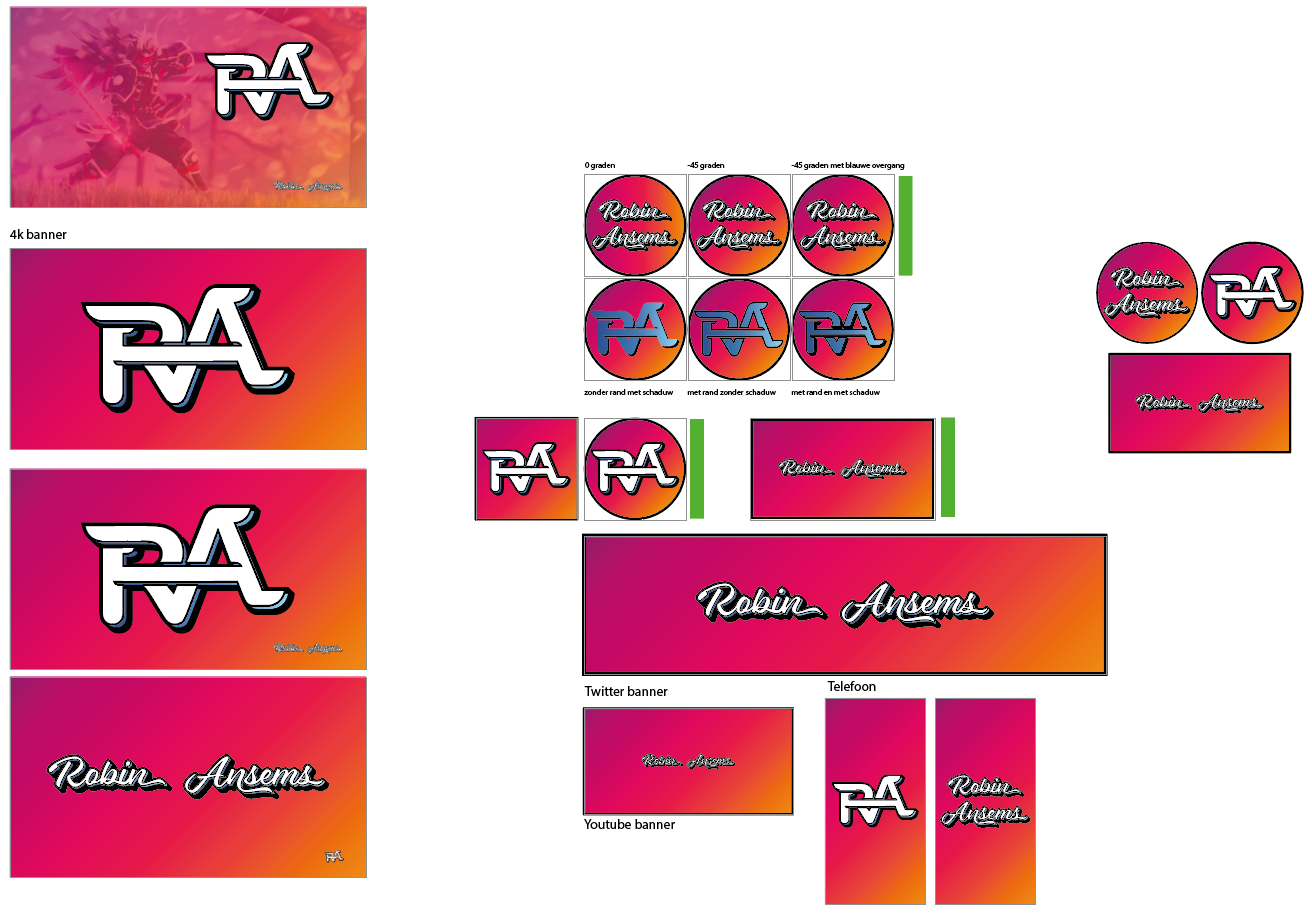 RA
Robin Ansems
4k banner
RA
RA
Robin Ansems
Robin Ansems
RA
0 graden
-45 graden
-45 graden met blauwe overgang
Robin
Ansems
Robin
Ansems
Robin
Ansems
RA
RA
RA
zonder rand met schaduw
met rand zonder schaduw
met rand en met schaduw
RA
RA
Robin Ansems
Robin Ansems
Twitter banner
Robin Ansems
Youtube banner
Telefoon
RA
Robin
Ansems
Robin
Ansems
RA
Robin Ansems